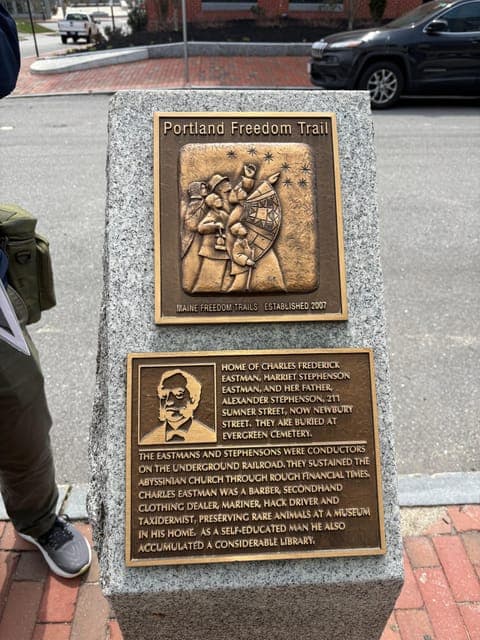 Portland Freedom Trail
MAINE FREEDOM TRAILS ESTABLISHED 2007
HOME OF CHARLES FREDERICK
EASTMAN, HARRIET STEPHENSON
EASTMAN, AND HER FATHER,
ALEXANDER STEPHENSON, 211
SUMNER STREET, NOW NEWBURY
STREET. THEY ARE BURIED AT
EVERGREEN CEMETERY.
THE EASTMANS AND STEPHENSONS WERE CONDUCTORS
ON THE UNDERGROUND RAILROAD. THEY SUSTAINED THE
ABYSSINIAN CHURCH THROUGH ROUGH FINANCIAL TIMES.
CHARLES EASTMAN WAS A BARBER, SECONDHAND
CLOTHING DEALER, MARINER, HACK DRIVER AND
TAXIDERMIST, PRESERVING RARE ANIMALS AT A MUSEUM
IN HIS HOME. AS A SELF-EDUCATED MAN HE ALSO
ACCUMULATED A CONSIDERABLE LIBRARY.